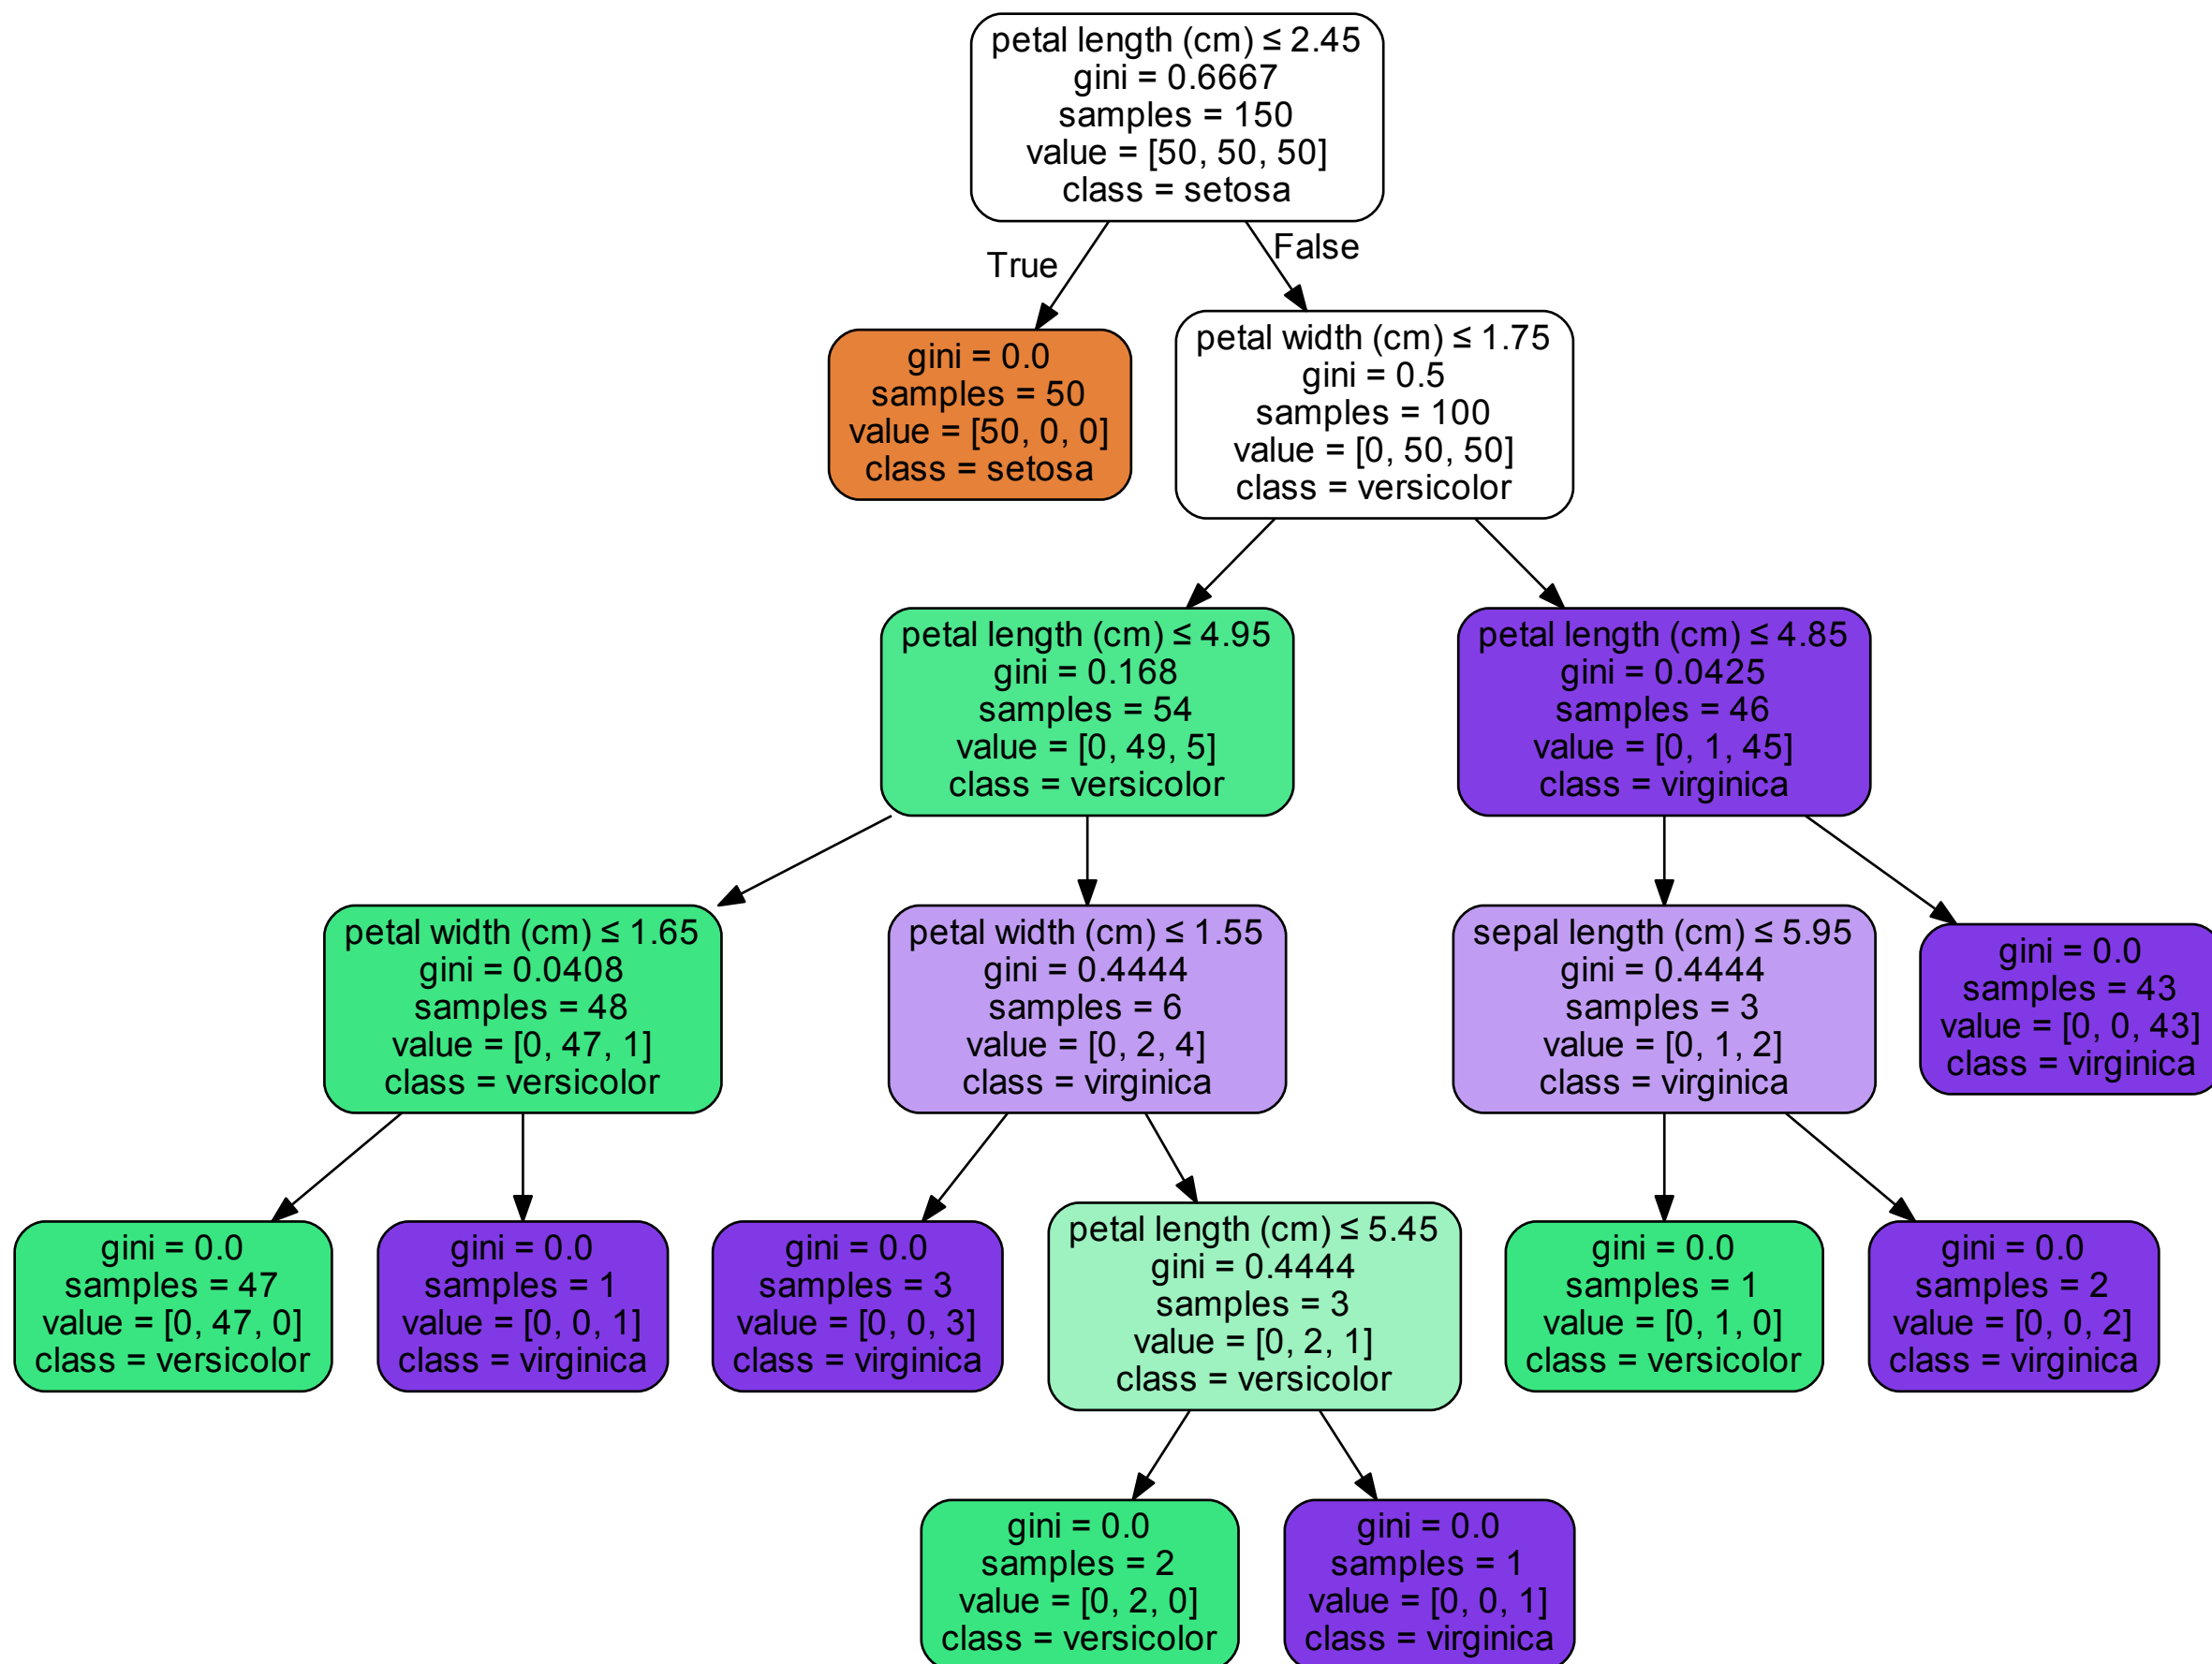 petal length (cm) ≤ 2.45
gini = 0.6667
samples = 150
value = [50, 50, 50]
class = setosa
True
False
gini = 0.0
samples = 50
value = [50, 0, 0]
class = setosa
petal width (cm) ≤ 1.75
gini = 0.5
samples = 100
value = [0, 50, 50]
class = versicolor
petal length (cm) ≤ 4.95
gini = 0.168
samples = 54
value = [0, 49, 5]
class = versicolor
petal length (cm) ≤ 4.85
gini = 0.0425
samples = 46
value = [0, 1, 45]
class = virginica
petal width (cm) ≤ 1.65
gini = 0.0408
samples = 48
value = [0, 47, 1]
class = versicolor
petal width (cm) ≤ 1.55
gini = 0.4444
samples = 6
value = [0, 2, 4]
class = virginica
sepal length (cm) ≤ 5.95
gini = 0.4444
samples = 3
value = [0, 1, 2]
class = virginica
gini = 0.0
samples = 43
value = [0, 0, 43]
class = virginica
gini = 0.0
samples = 47
value = [0, 47, 0]
class = versicolor
gini = 0.0
samples = 1
value = [0, 0, 1]
class = virginica
gini = 0.0
samples = 3
value = [0, 0, 3]
class = virginica
petal length (cm) ≤ 5.45
gini = 0.4444
samples = 3
value = [0, 2, 1]
class = versicolor
gini = 0.0
samples = 1
value = [0, 1, 0]
class = versicolor
gini = 0.0
samples = 2
value = [0, 0, 2]
class = virginica
gini = 0.0
samples = 2
value = [0, 2, 0]
class = versicolor
gini = 0.0
samples = 1
value = [0, 0, 1]
class = virginica